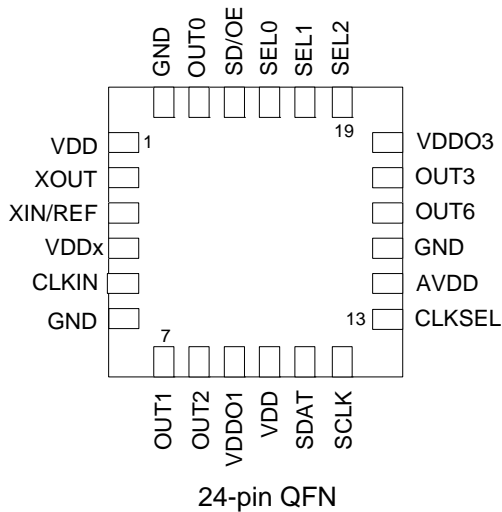 GND
OUT0
SD/OE
SEL0
SEL1
SEL2
VDD
1
19
VDDO3
XOUT
OUT3
XIN/REF
OUT6
VDDx
GND
CLKIN
AVDD
GND
7
13
CLKSEL
OUT1
OUT2
VDDO1
VDD
SDAT
SCLK
24-pin QFN